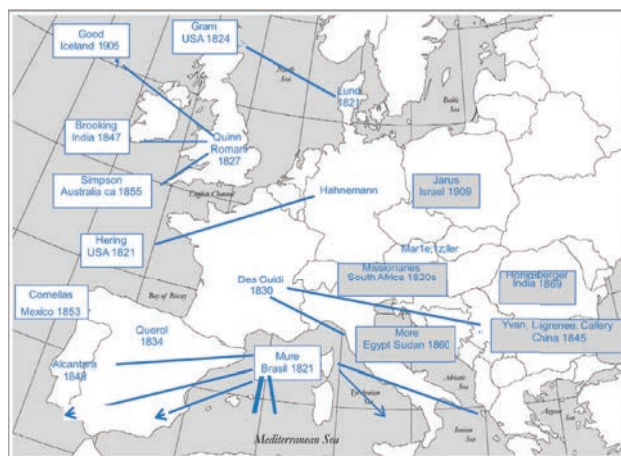 Good
Iceland 1905
Gram
USA 1824
North
Sea
Lund
1821
Baltic
Sea
Brooking
India 1847
Quinn
Romani
1827
Simpson
Australia ca 1855
English Channel
Hahnemann
Jarus
Israel 1909
Hering
USA 1821
Missionaries
South Africa 1820s
Honigsberger
India 1869
Des Guidi
1830
Bay of Biscay
Comellas
Mexico 1853
Querol
1834
Yvan, Lagrenee, Callery
China 1845
More
Egypt Sudan 1860
Alcantara
1848
Mure
Brasil 1821
Tyrrhenian
Sea
Adriatic
Sea
Ionian
Sea
Aegean
Sea
Mediterranean Sea